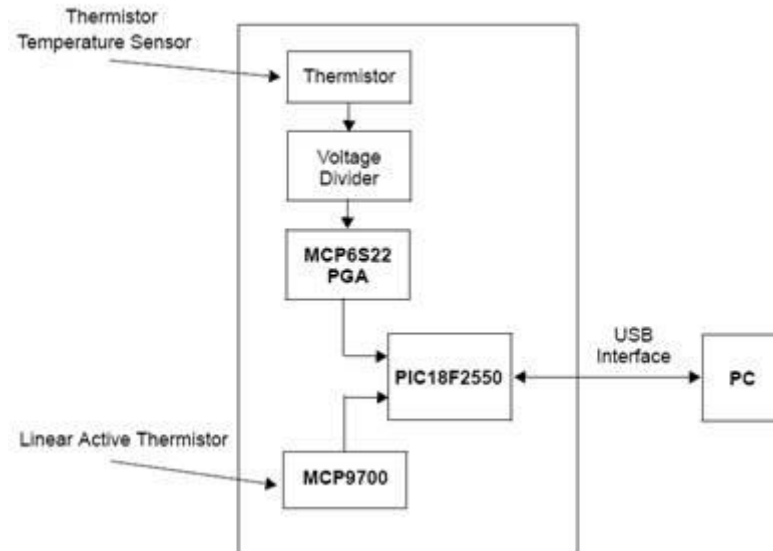 Thermistor
Temperature Sensor
Thermistor
Voltage
Divider
MCP6S22
PGA
USB
Interface
PIC18F2550
PC
Linear Active Thermistor
MCP9700